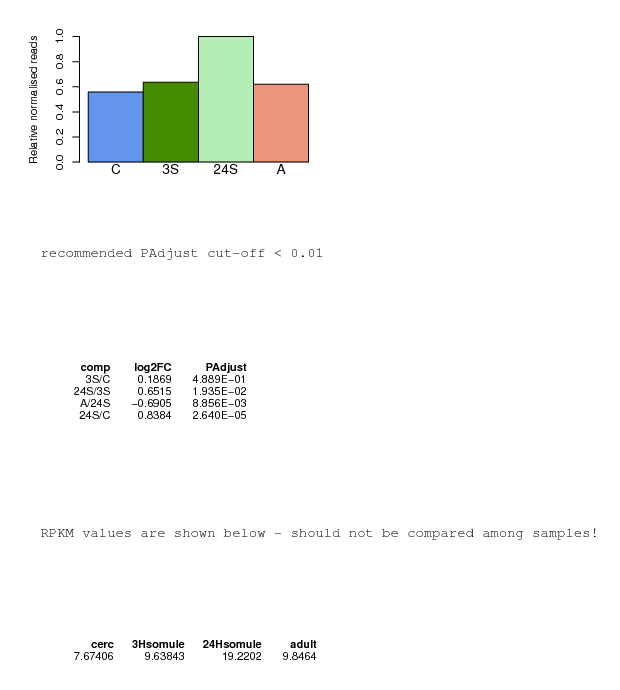 Relative normalised reads
1.0
0.8
0.6
0.4
0.2
0.0
C 3S 24S A
recommended PAdjust cut-off < 0.01
comp log2FC PAdjust
3S/C 0.1869 4.889E−01
24S/3S 0.6515 1.935E−02
A/24S −0.6905 8.856E−03
24S/C 0.8384 2.640E−05
RPKM values are shown below - should not be compared among samples!
cerc 3Hsomule 24Hsomule adult
7.67406 9.63843 19.2202 9.8464